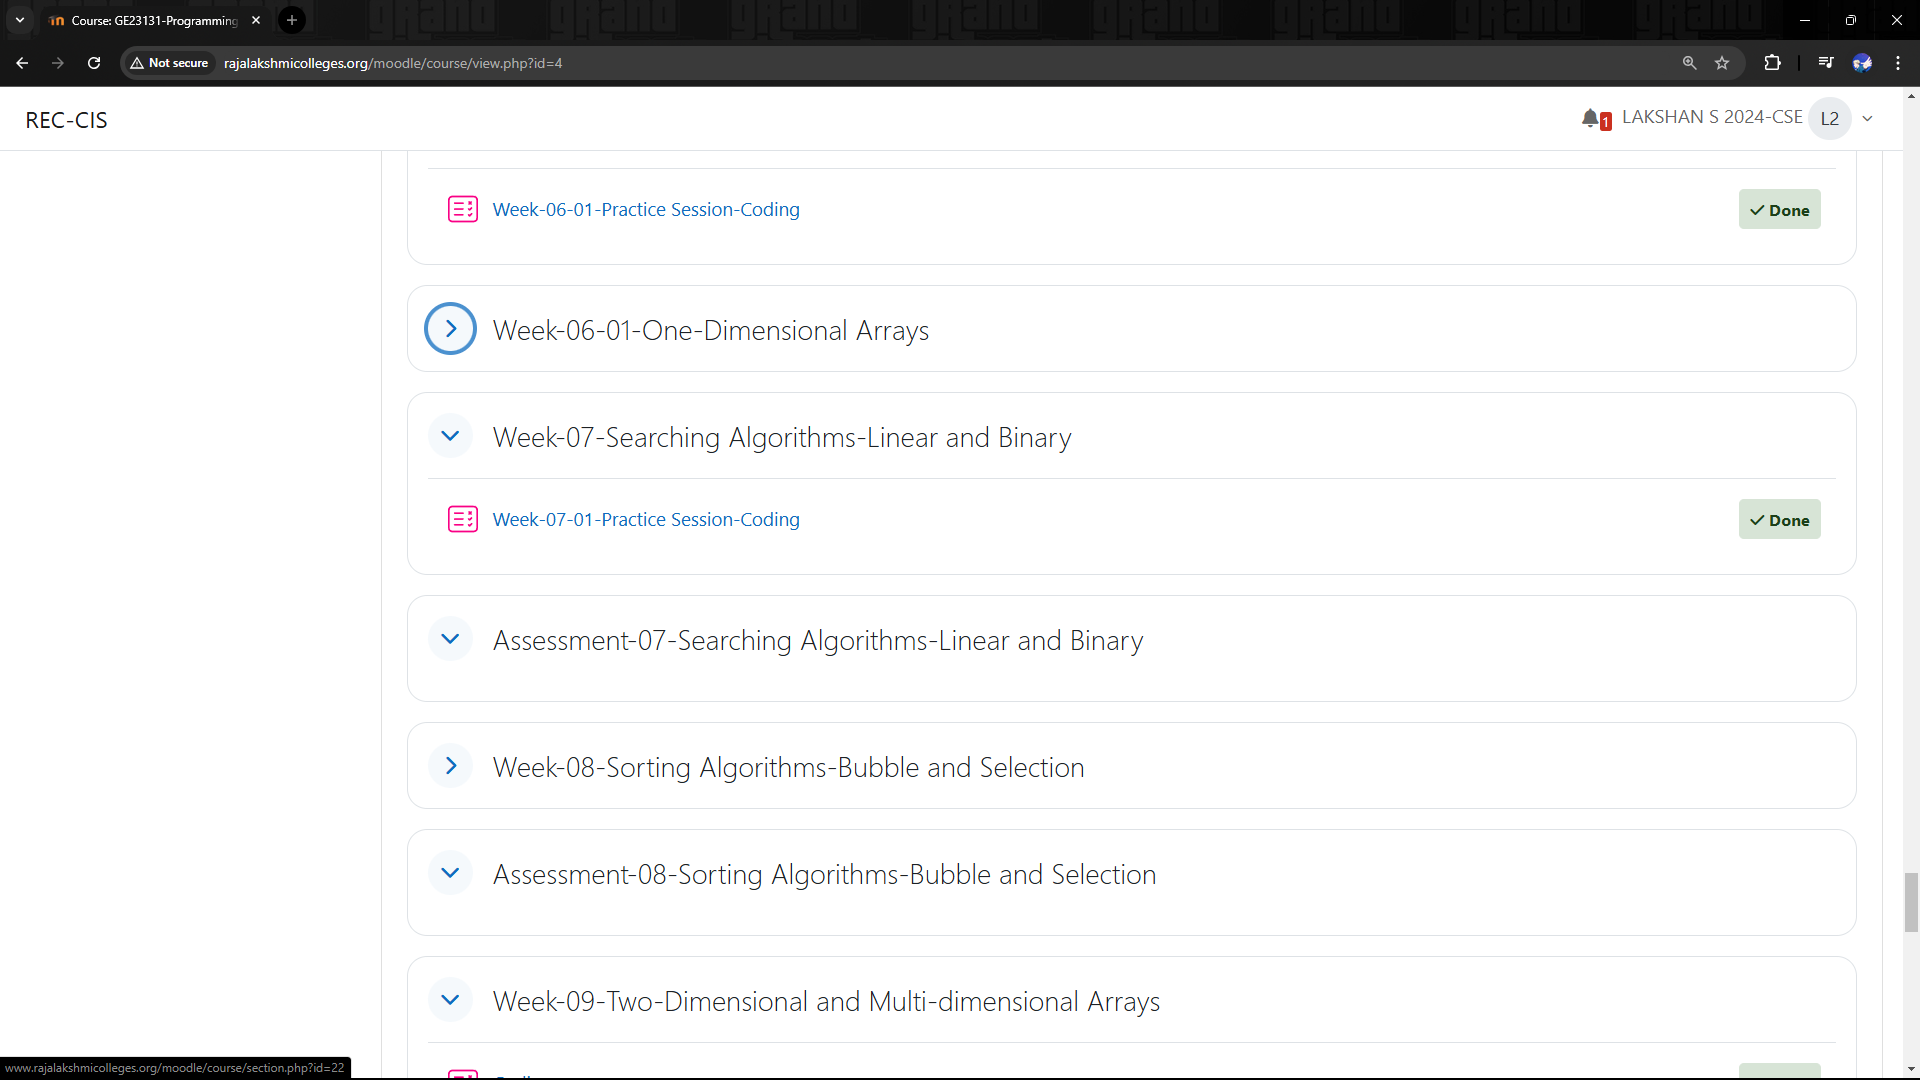 Course: GE23131-Programming
Not secure
rajalakshmicolleges.org/moodle/course/view.php?id=4
REC-CIS
1
LAKSHAN S 2024-CSE
L2
Week-06-01-Practice Session-Coding
Done
Week-06-01-One-Dimensional Arrays
Week-07-Searching Algorithms-Linear and Binary
Week-07-01-Practice Session-Coding
Done
Assessment-07-Searching Algorithms-Linear and Binary
Week-08-Sorting Algorithms-Bubble and Selection
Assessment-08-Sorting Algorithms-Bubble and Selection
Week-09-Two-Dimensional and Multi-dimensional Arrays
www.rajalakshmicolleges.org/moodle/course/section.php?id=22